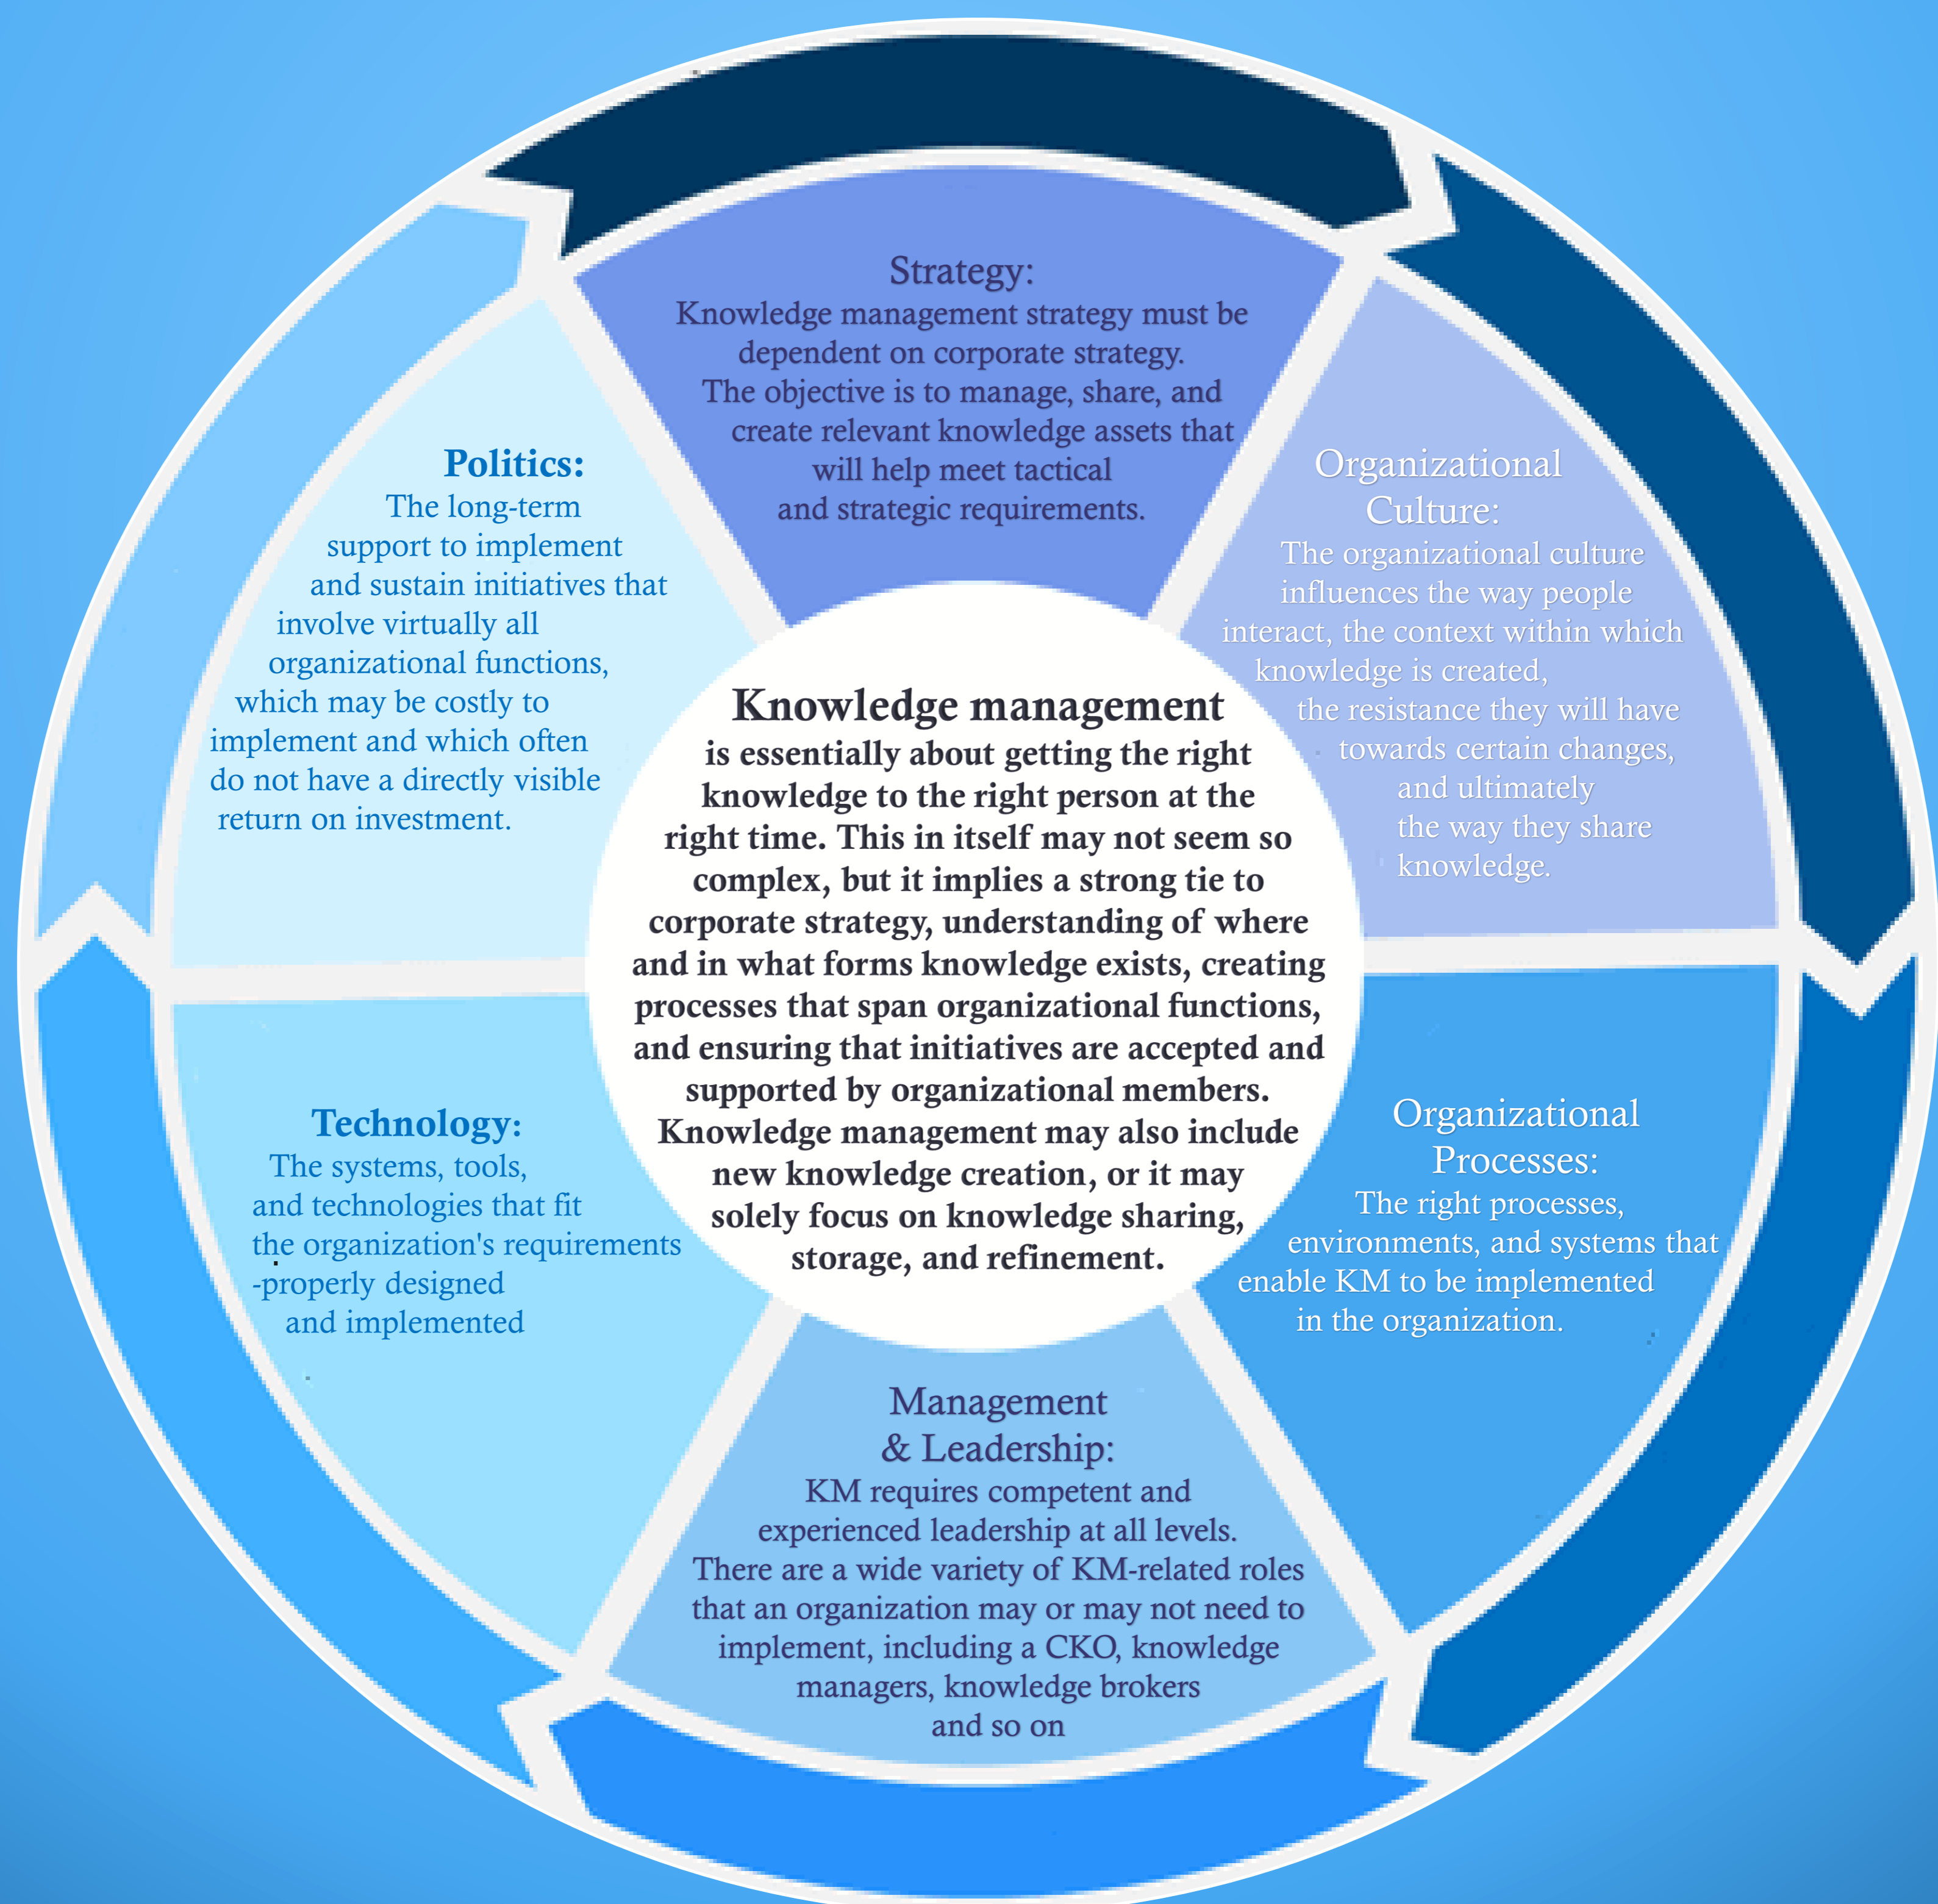 Strategy:
Knowledge management strategy must be
dependent on corporate strategy.
The objective is to manage, share, and
create relevant knowledge assets that
will help meet tactical
and strategic requirements.
Organizational
Culture:
The organizational culture
influences the way people
interact, the context within which
knowledge is created,
the resistance they will have
towards certain changes,
and ultimately
the way they share
knowledge.
Organizational
Processes:
The right processes,
environments, and systems that
enable KM to be implemented
in the organization.
Management
& Leadership:
KM requires competent and
experienced leadership at all levels.
There are a wide variety of KM-related roles
that an organization may or may not need to
implement, including a CKO, knowledge
managers, knowledge brokers
and so on
Technology:
The systems, tools,
and technologies that fit
the organization's requirements
-properly designed
and implemented
Politics:
The long-term
support to implement
and sustain initiatives that
involve virtually all
organizational functions,
which may be costly to
implement and which often
do not have a directly visible
return on investment.
Knowledge management
is essentially about getting the right
knowledge to the right person at the
right time. This in itself may not seem so
complex, but it implies a strong tie to
corporate strategy, understanding of where
and in what forms knowledge exists, creating
processes that span organizational functions,
and ensuring that initiatives are accepted and
supported by organizational members.
Knowledge management may also include
new knowledge creation, or it may
solely focus on knowledge sharing,
storage, and refinement.